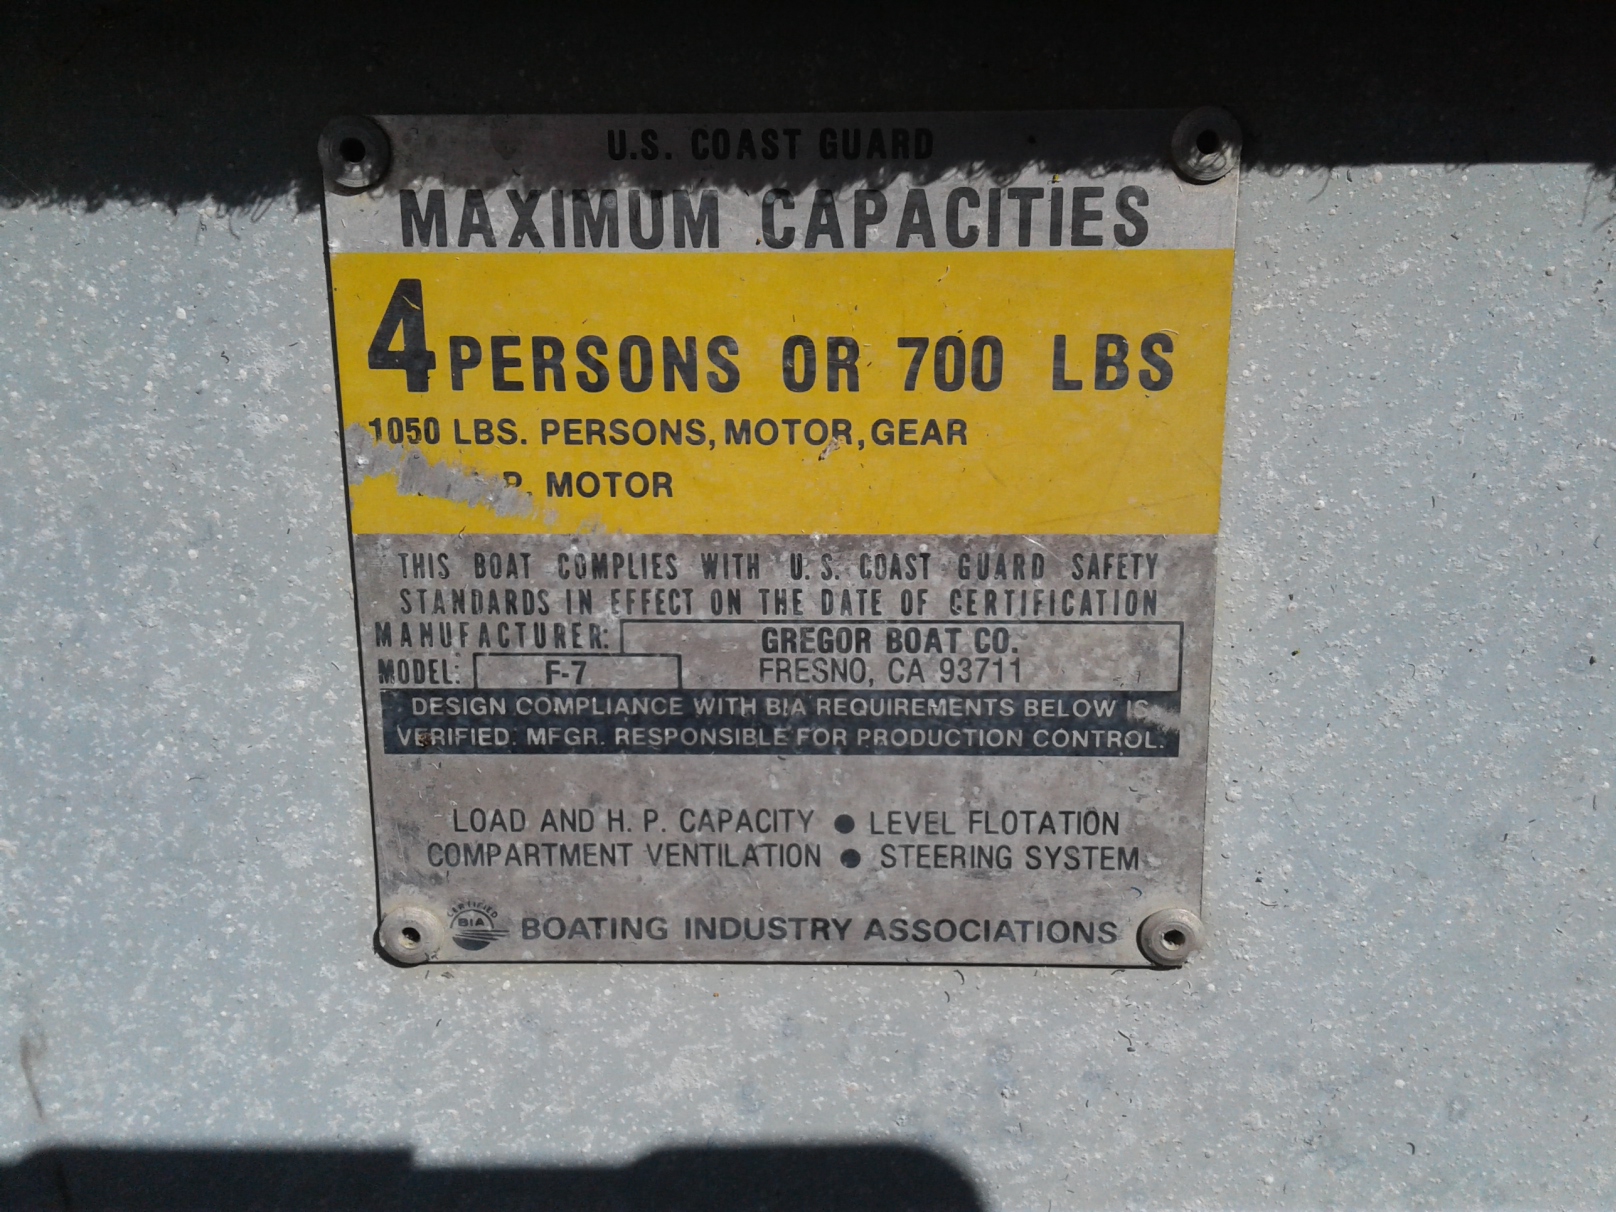 U.S. COAST GUARD
MAXIMUM CAPACITIES
4 PERSONS OR 700 LBS
1050 LBS. PERSONS, MOTOR, GEAR
P. MOTOR
THIS BOAT COMPLIES WITH U.S. COAST GUARD SAFETY
STANDARDS IN EFFECT ON THE DATE OF CERTIFICATION
MANUFACTURER: GREGOR BOAT CO.
MODEL: F-7 FRESNO, CA 93711
DESIGN COMPLIANCE WITH BIA REQUIREMENTS BELOW IS
VERIFIED. MFGR. RESPONSIBLE FOR PRODUCTION CONTROL.
LOAD AND H. P. CAPACITY ● LEVEL FLOTATION
COMPARTMENT VENTILATION ● STEERING SYSTEM
CERTIFIED
BIA
BOATING INDUSTRY ASSOCIATIONS